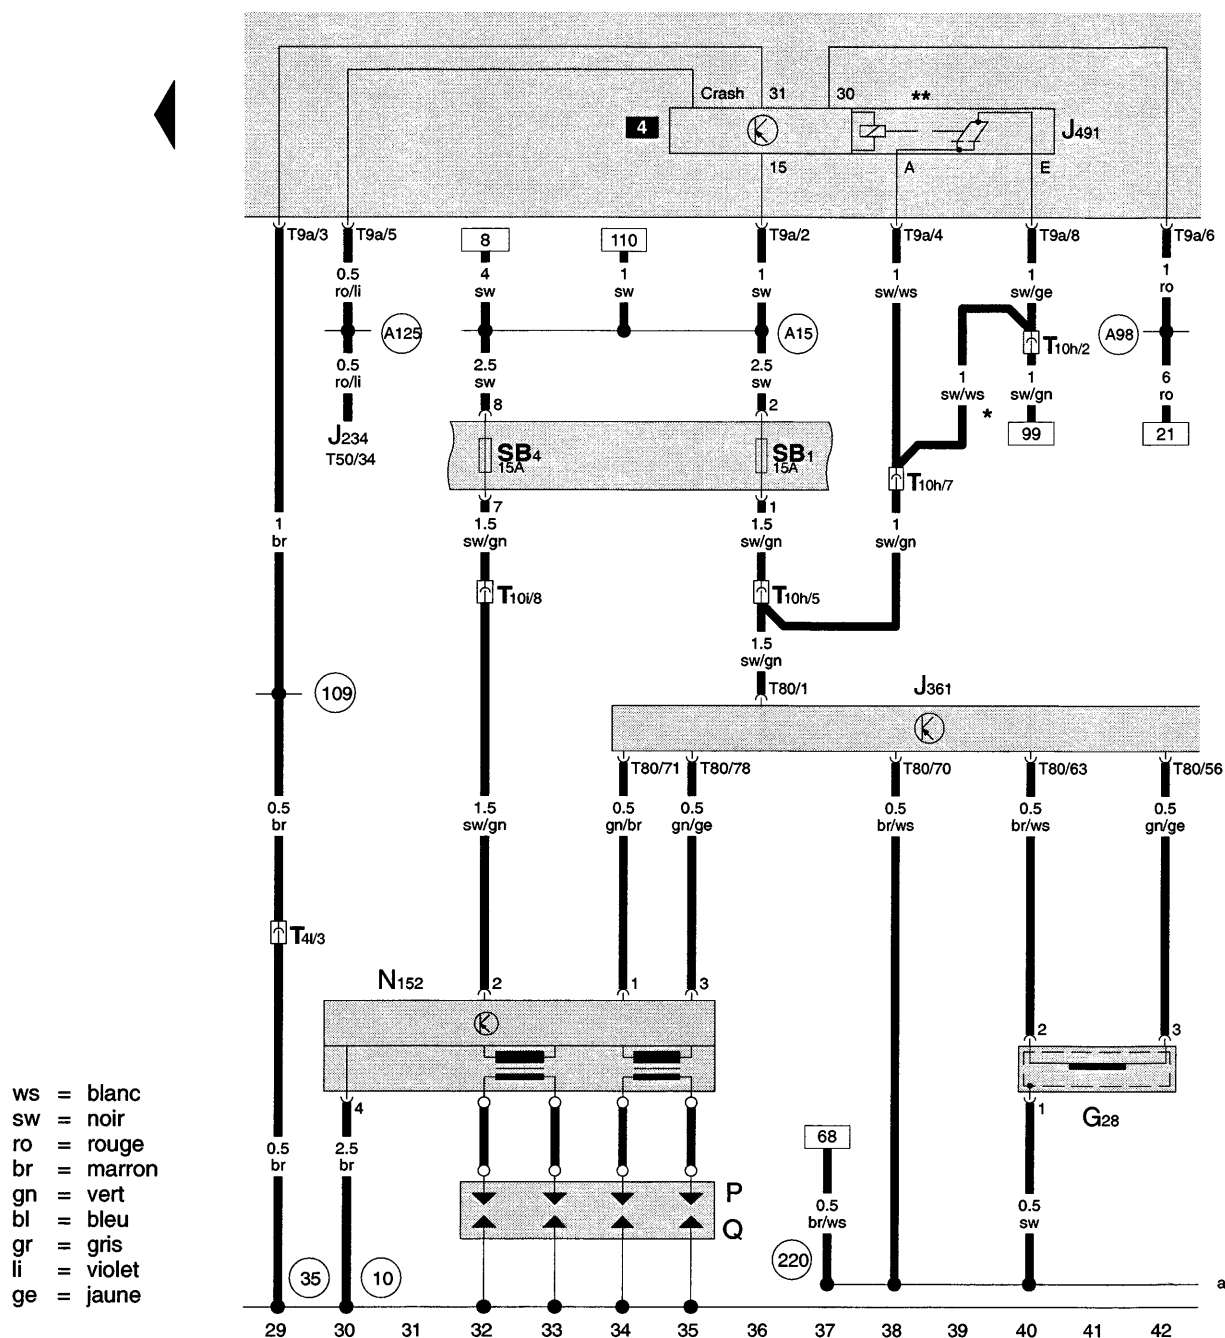 Crash 31 30 **
4 J491
15 A E
T9a/3 T9a/5 8 110 T9a/2 T9a/4 T9a/8 T9a/6
0.5 4 1 1 1 1 1
ro/li sw sw sw sw/ws sw/ge ro
A125 A15 T10h/2 A98
0.5 2.5 2.5 1 1 6
ro/li sw sw sw/ws sw/gn ro
8 2 *
J234 99 21
T50/34
SB4 SB1
15A 15A
T10h/7
7 1
1 1.5 1.5 1
br sw/gn sw/gn sw/gn
T10i/8 T10h/5
1.5
sw/gn
109 T80/1 J361
T80/71 T80/78 T80/70 T80/63 T80/56
0.5 1.5 0.5 0.5 0.5 0.5 0.5
br sw/gn gn/br gn/ge br/ws br/ws gn/ge
T4l/3
N152 2 1 3
2 3
4 1 G28
ws = blanc
sw = noir
ro = rouge
br = marron
gn = vert
bl = bleu
gr = gris
li = violet
ge = jaune
68
0.5 2.5
br br
P
Q
0.5 0.5
br/ws sw
35 10 220
a
29 30 31 32 33 34 35 36 37 38 39 40 41 42